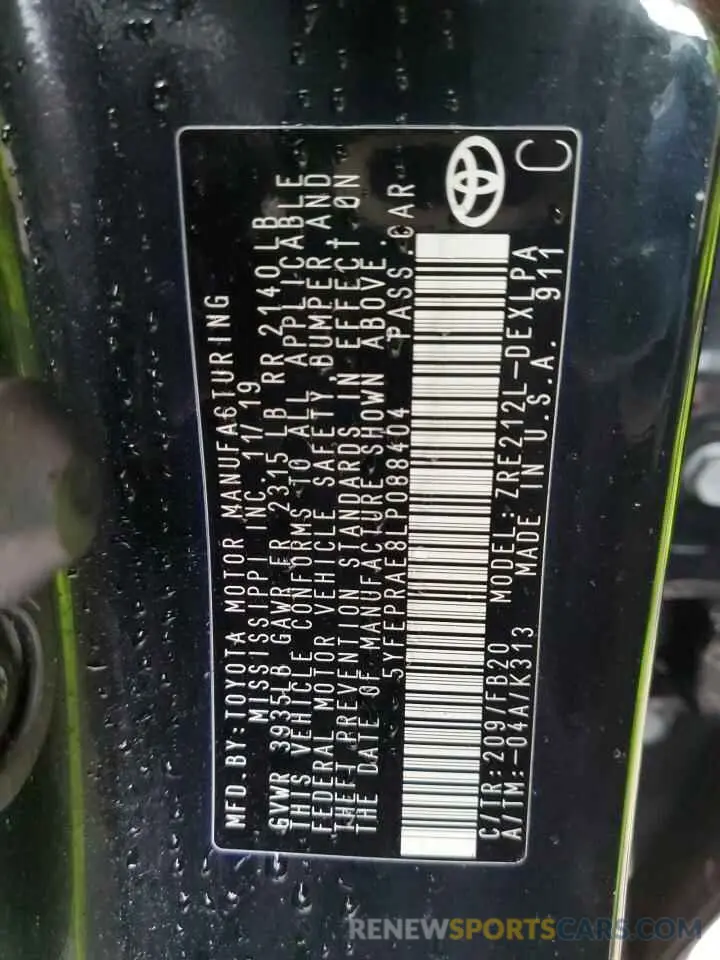 MFD.BY:TOYOTA MOTOR MANUFACTURING
MISSISSIPPI INC. 11/19
GVWR 3935LB GAWR FR 2315 LB RR 2140LB
THIS VEHICLE CONFORMS TO ALL APPLICABLE
FEDERAL MOTOR VEHICLE SAFETY, BUMPER AND
THEFT PREVENTION STANDARDS IN EFFECT ON
THE DATE OF MANUFACTURE SHOWN ABOVE.
5YFEPRAE8LP088404 PASS.CAR
C/TR:209/FB20 MODEL:ZRE212L-DEXLPA
A/TM:-04A/K313 MADE IN U.S.A. 911
C
RENEWSPORTSCARS.COM